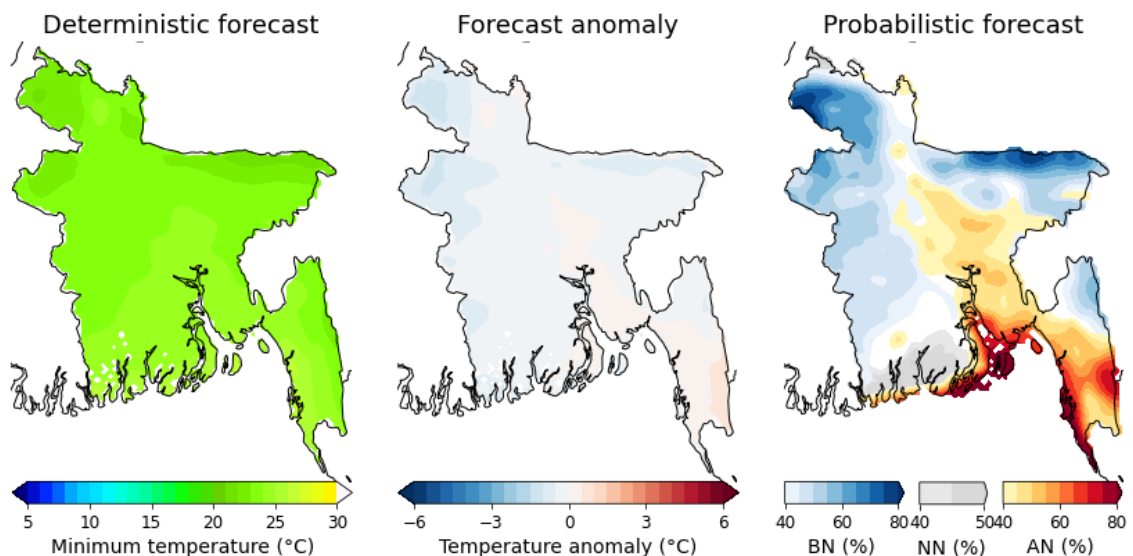 Deterministic forecast Forecast anomaly Probabilistic forecast
5 10 15 20 25 30 −6 −3 0 3 6 40 60 80 40 50 40 60 80
Minimum temperature (°C) Temperature anomaly (°C) BN (%) NN (%) AN (%)